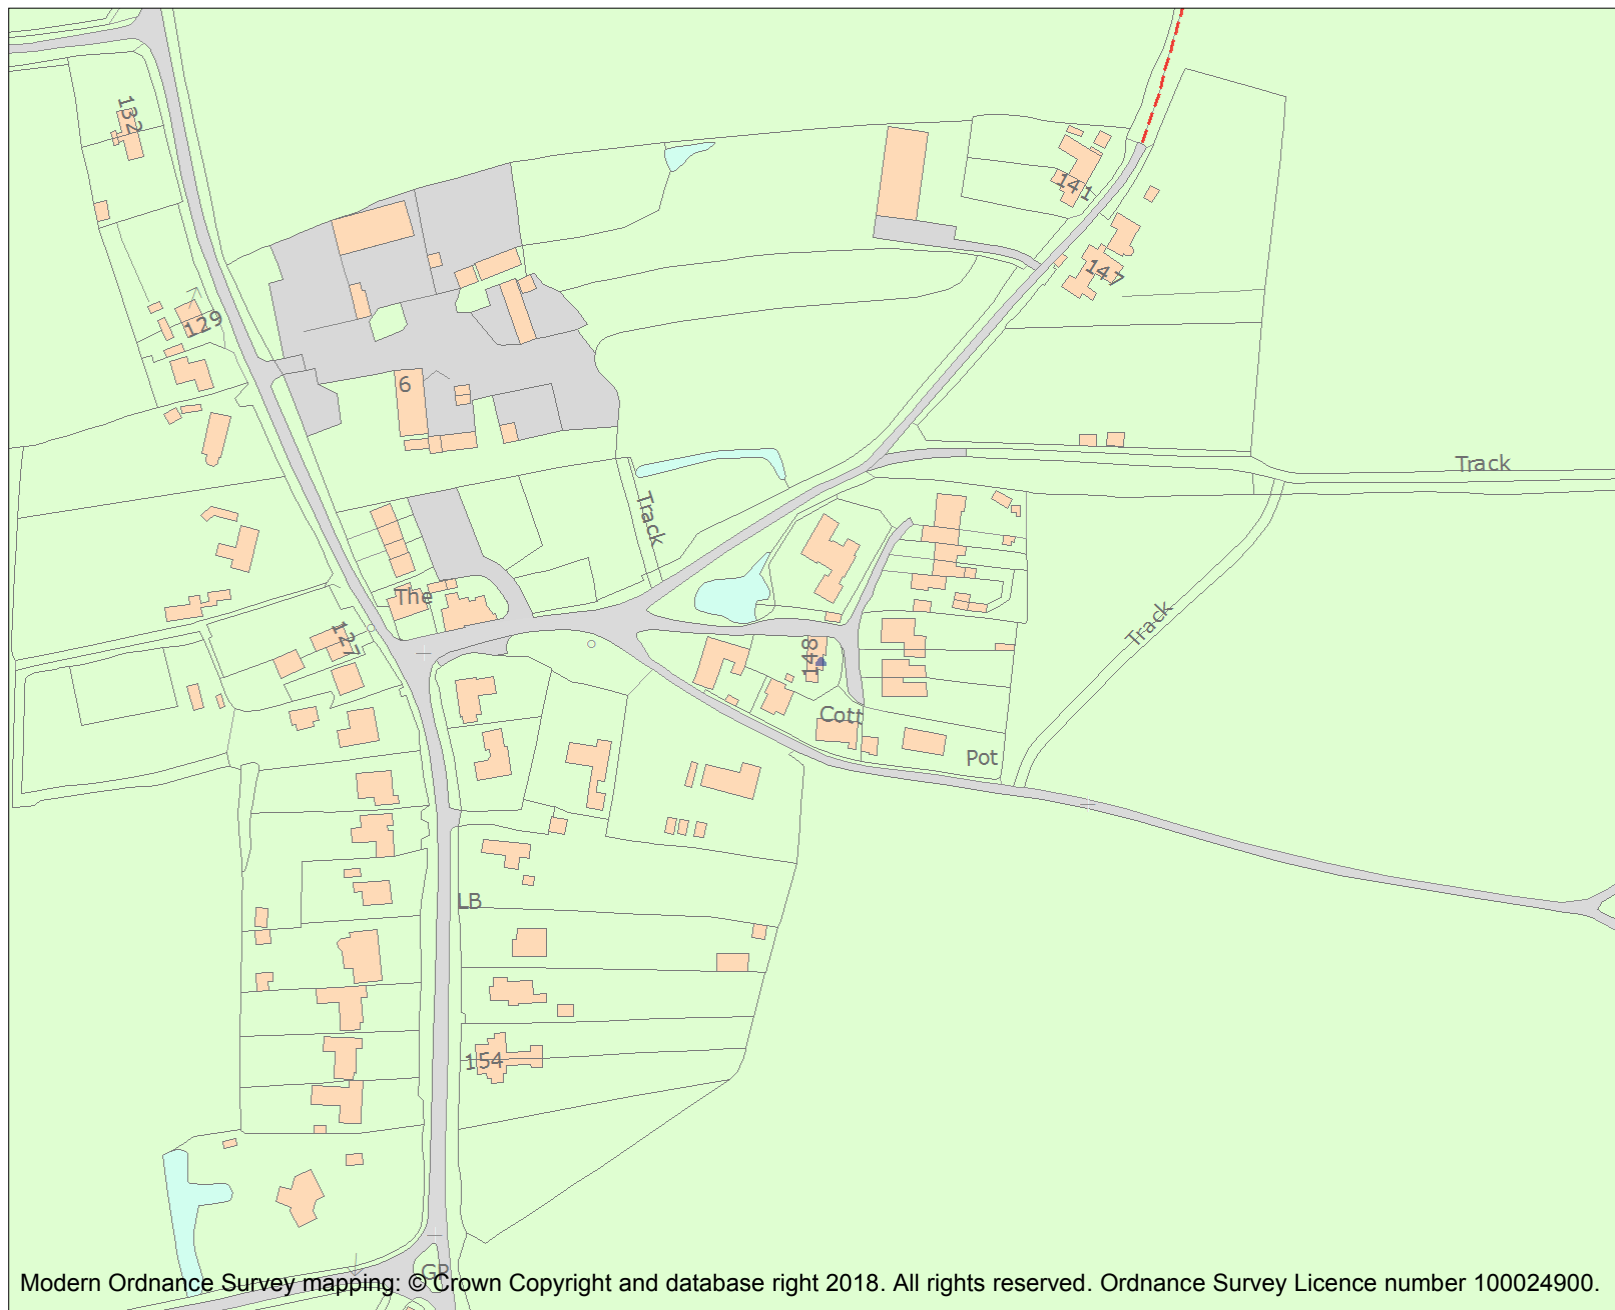 132
141
147
129
6
Track
Track
The
127
148
Track
Cott
Pot
LB
154
GP
Modern Ordnance Survey mapping: © Crown Copyright and database right 2018. All rights reserved. Ordnance Survey Licence number 100024900.